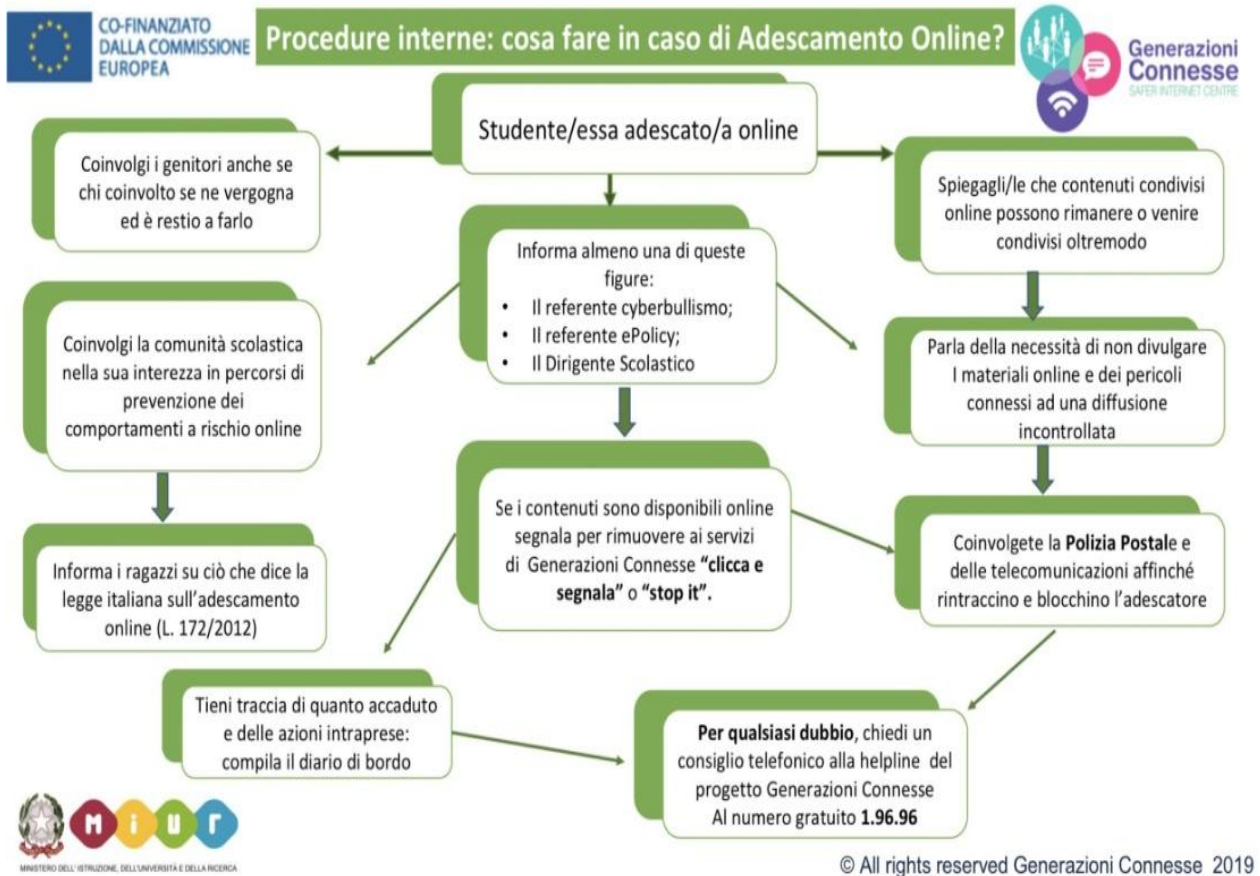 CO-FINANZIATO
DALLA COMMISSIONE
EUROPEA
Procedure interne: cosa fare in caso di Adescamento Online?
Generazioni
Connesse
SAFER INTERNET CENTRE
Studente/essa adescato/a online
Coinvolgi i genitori anche se
chi coinvolto se ne vergogna
ed è restio a farlo
Spiegagli/le che contenuti condivisi
online possono rimanere o venire
condivisi oltremodo
Informa almeno una di queste
figure:
• Il referente cyberbullismo;
• Il referente ePolicy;
• Il Dirigente Scolastico
Coinvolgi la comunità scolastica
nella sua interezza in percorsi di
prevenzione dei
comportamenti a rischio online
Parla della necessità di non divulgare
I materiali online e dei pericoli
connessi ad una diffusione
incontrollata
Se i contenuti sono disponibili online
segnala per rimuovere ai servizi
di Generazioni Connesse “clicca e
segnala” o “stop it”.
Coinvolgete la Polizia Postale e
delle telecomunicazioni affinché
rintraccino e blocchino l’adescatore
Informa i ragazzi su ciò che dice la
legge italiana sull’adescamento
online (L. 172/2012)
Tieni traccia di quanto accaduto
e delle azioni intraprese:
compila il diario di bordo
Per qualsiasi dubbio, chiedi un
consiglio telefonico alla helpline del
progetto Generazioni Connesse
Al numero gratuito 1.96.96
M i u r
MINISTERO DELL' ISTRUZIONE, DELL'UNIVERSITÀ E DELLA RICERCA
© All rights reserved Generazioni Connesse 2019